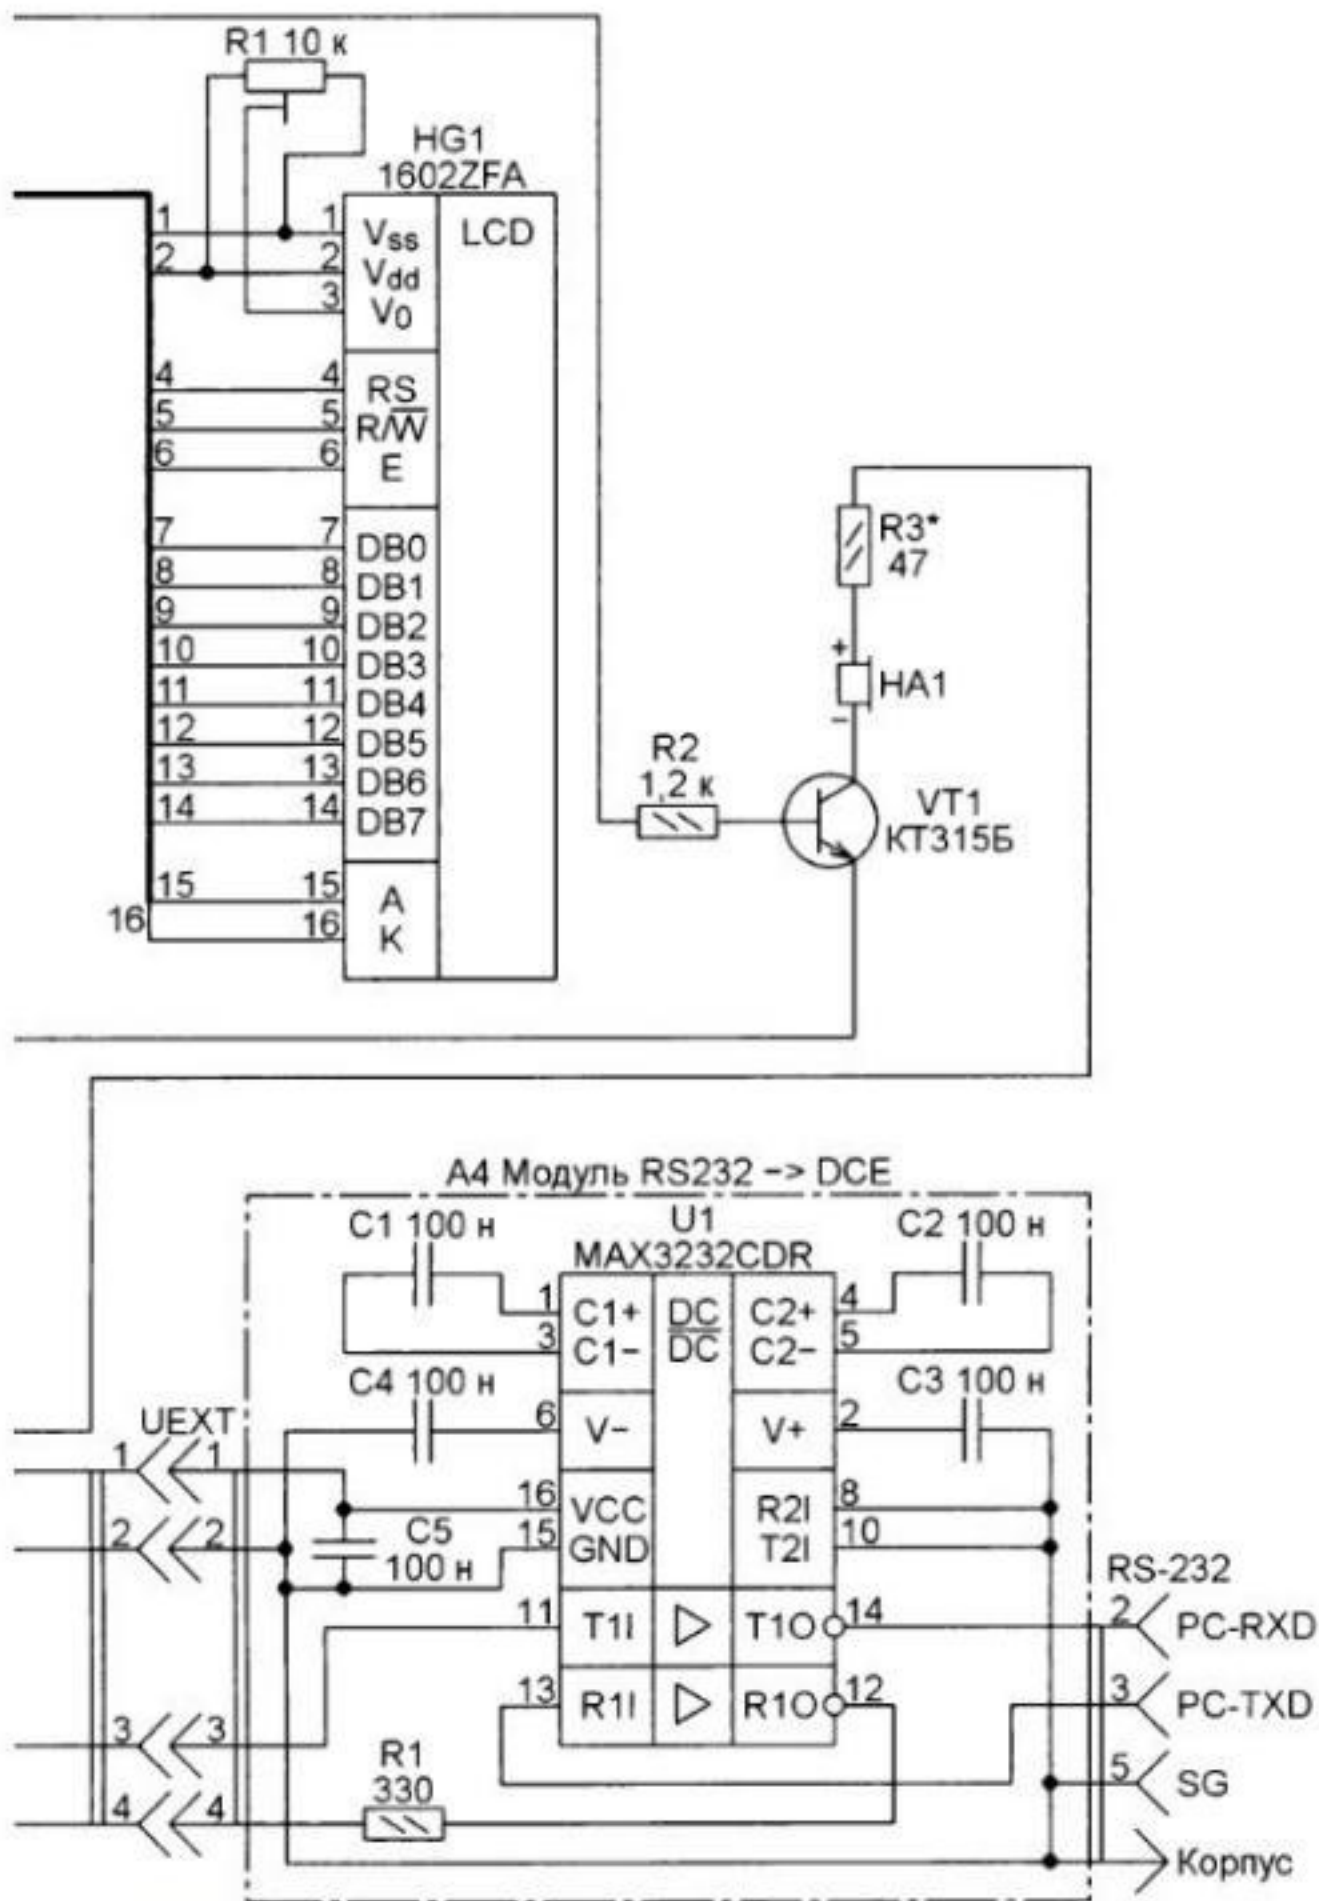 R1 10 к
HG1
1602ZFA
LCD
1 1 Vss
2 2 Vdd
3 V0
4 4 RS
5 5 R/W̅
6 6 E
7 7 DB0
8 8 DB1
9 9 DB2
10 10 DB3
11 11 DB4
12 12 DB5
13 13 DB6
14 14 DB7
15 15 A
16 16 K
R3*
47
+
HA1
−
R2
1,2 к
VT1
КТ315Б
A4 Модуль RS232 −> DCE
C1 100 н
U1
MAX3232CDR
C2 100 н
1 C1+ DC C2+ 4
3 C1− DC C2− 5
C4 100 н
C3 100 н
6 V− V+ 2
UEXT
1 1
16 VCC R2I 8
2 2
C5
100 н
15 GND T2I 10
RS-232
11 T1I T1O 14
2 PC-RXD
13 R1I R1O 12
3 PC-TXD
3 3
R1
330
5 SG
4 4
Корпус